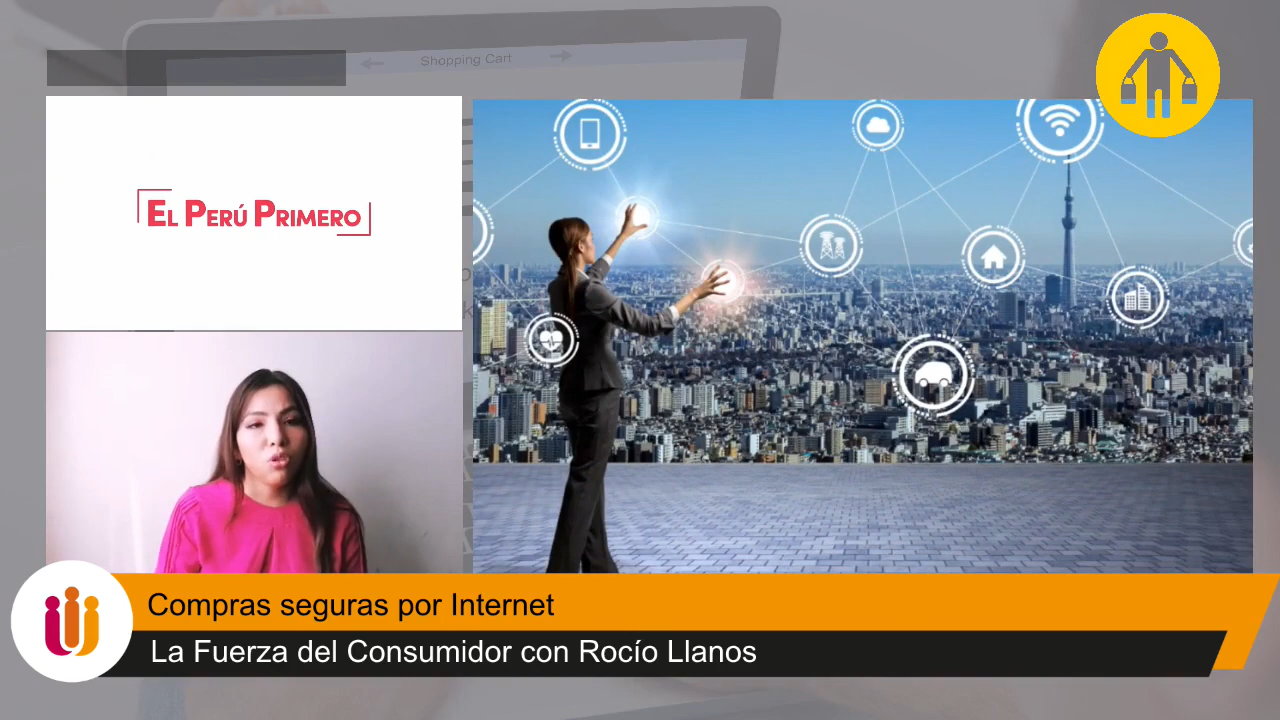 Shopping Cart
EL PERÚ PRIMERO
Compras seguras por Internet
La Fuerza del Consumidor con Rocío Llanos